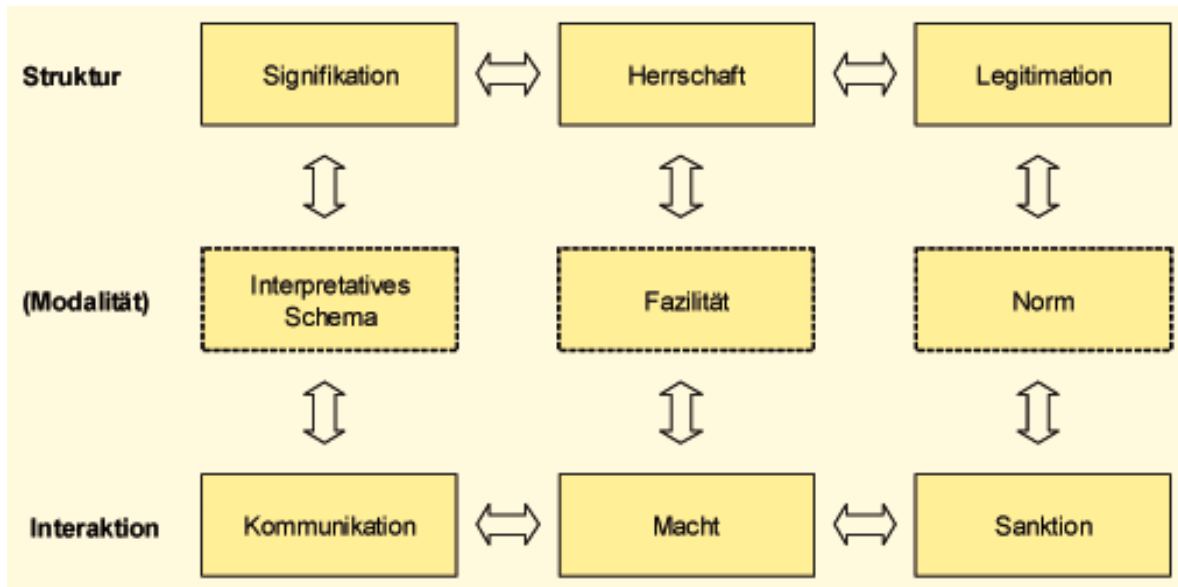 Struktur
Signifikation
Herrschaft
Legitimation
(Modalität)
Interpretatives
Schema
Fazilität
Norm
Interaktion
Kommunikation
Macht
Sanktion